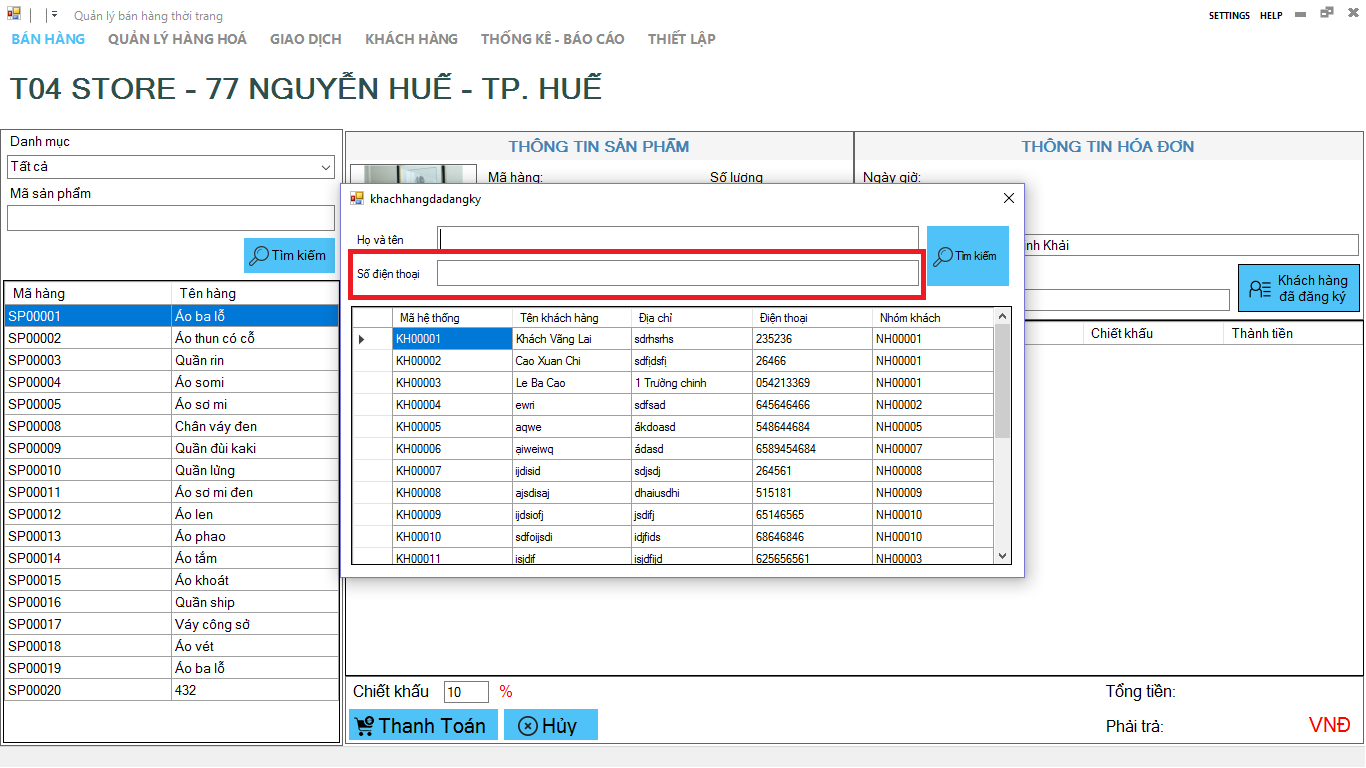 Quản lý bán hàng thời trang
SETTINGS HELP
BÁN HÀNG QUẢN LÝ HÀNG HOÁ GIAO DỊCH KHÁCH HÀNG THỐNG KÊ - BÁO CÁO THIẾT LẬP
T04 STORE - 77 NGUYỄN HUẾ - TP. HUẾ
Danh mục
Tất cả
Mã sản phẩm
Tìm kiếm
Mã hàng Tên hàng
SP00001 Áo ba lỗ
SP00002 Áo thun có cỗ
SP00003 Quần rin
SP00004 Áo somi
SP00005 Áo sơ mi
SP00008 Chân váy đen
SP00009 Quần đùi kaki
SP00010 Quần lửng
SP00011 Áo sơ mi đen
SP00012 Áo len
SP00013 Áo phao
SP00014 Áo tắm
SP00015 Áo khoát
SP00016 Quần ship
SP00017 Váy công sở
SP00018 Áo vét
SP00019 Áo ba lỗ
SP00020 432
THÔNG TIN SẢN PHẨM
Mã hàng: Số lượng
THÔNG TIN HÓA ĐƠN
Ngày giờ:
Khải
Khách hàng
đã đăng ký
Chiết khấu Thành tiền
khachhangdadangky
Họ và tên
Số điện thoại
Tìm kiếm
Mã hệ thống Tên khách hàng Địa chỉ Điện thoại Nhóm khách
KH00001 Khách Vãng Lai sdrhsrhs 235236 NH00001
KH00002 Cao Xuan Chi sdfịdsfị 26466 NH00001
KH00003 Le Ba Cao 1 Trường chinh 054213369 NH00001
KH00004 ewri sdfsad 645646466 NH00002
KH00005 aqwe ákdoasd 548644684 NH00005
KH00006 ạiweiwq ádasd 6589454684 NH00007
KH00007 ijdisid sdjsdj 264561 NH00008
KH00008 ajsdisaj dhaiusdhi 515181 NH00009
KH00009 ijdsiofj jsdifj 65146565 NH00010
KH00010 sdfoijsdi idjfids 68646846 NH00010
KH00011 isjdif isjdfijd 625656561 NH00003
Chiết khấu 10 %
Thanh Toán Hủy
Tổng tiền:
Phải trả: VNĐ